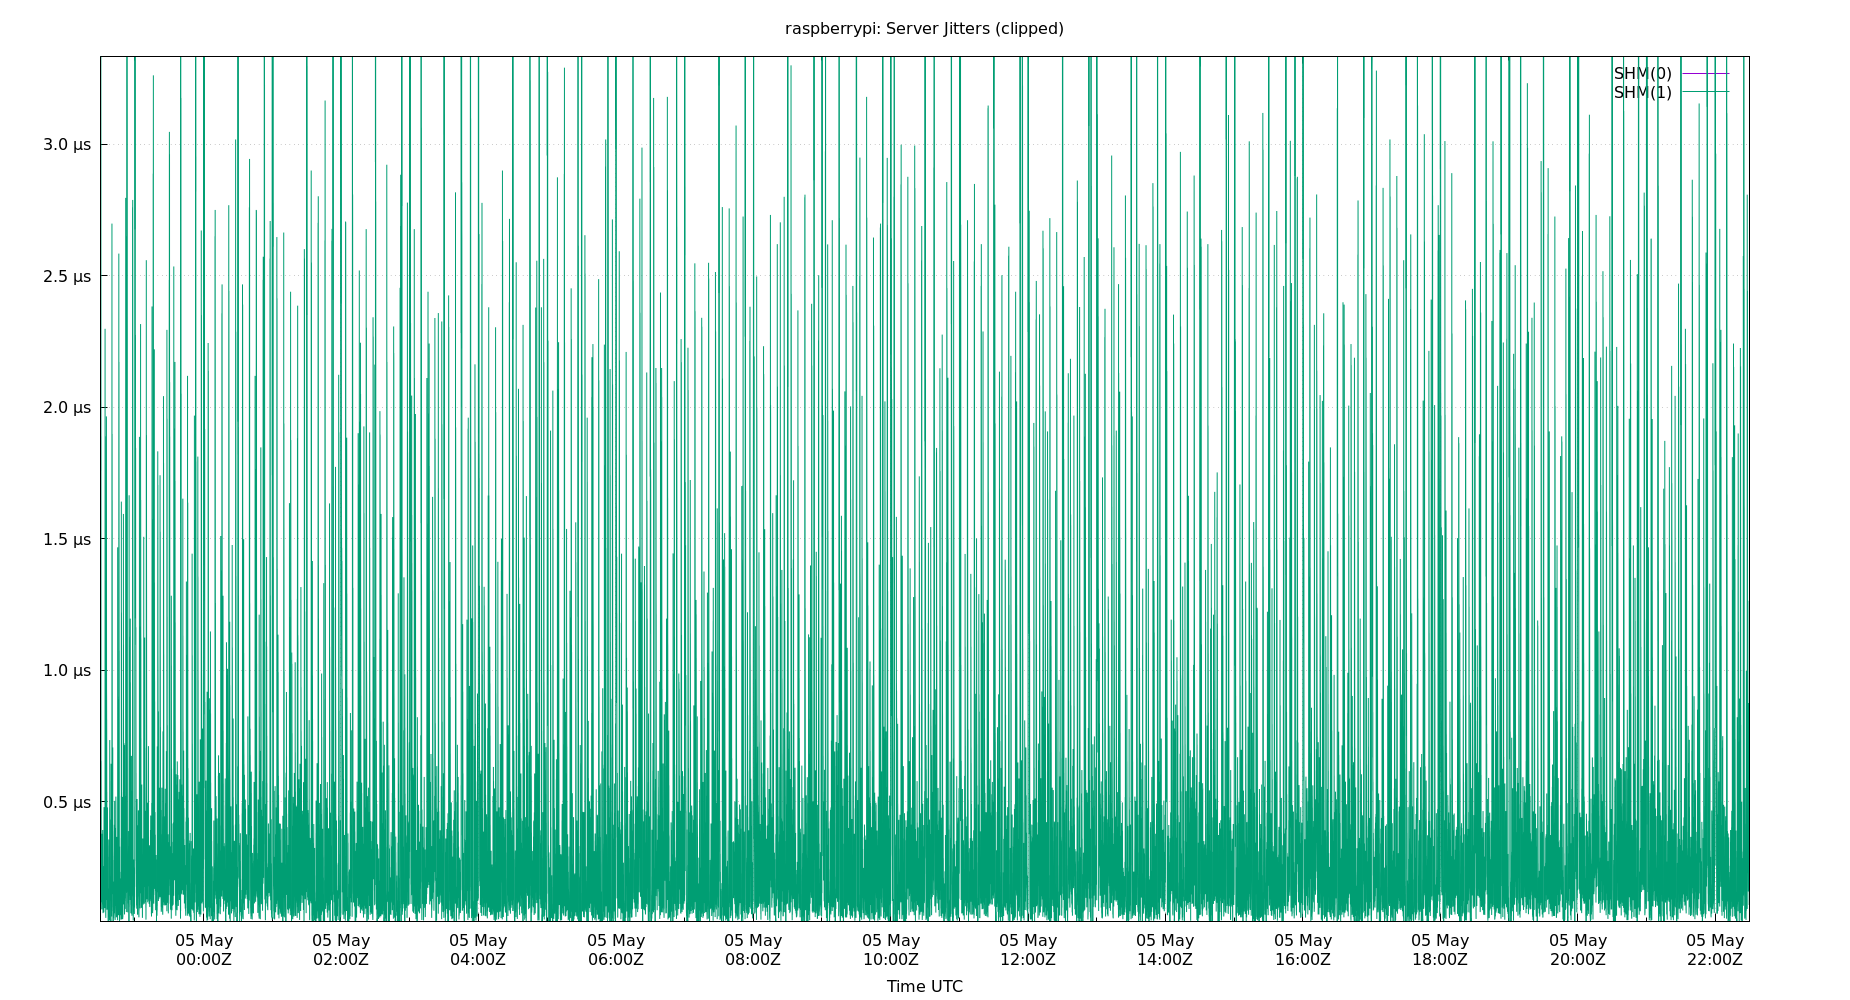 raspberrypi: Server Jitters (clipped)
SHM(0)
SHM(1)
3.0 µs
2.5 µs
2.0 µs
1.5 µs
1.0 µs
0.5 µs
05 May 05 May 05 May 05 May 05 May 05 May 05 May 05 May 05 May 05 May 05 May 05 May
00:00Z 02:00Z 04:00Z 06:00Z 08:00Z 10:00Z 12:00Z 14:00Z 16:00Z 18:00Z 20:00Z 22:00Z
Time UTC